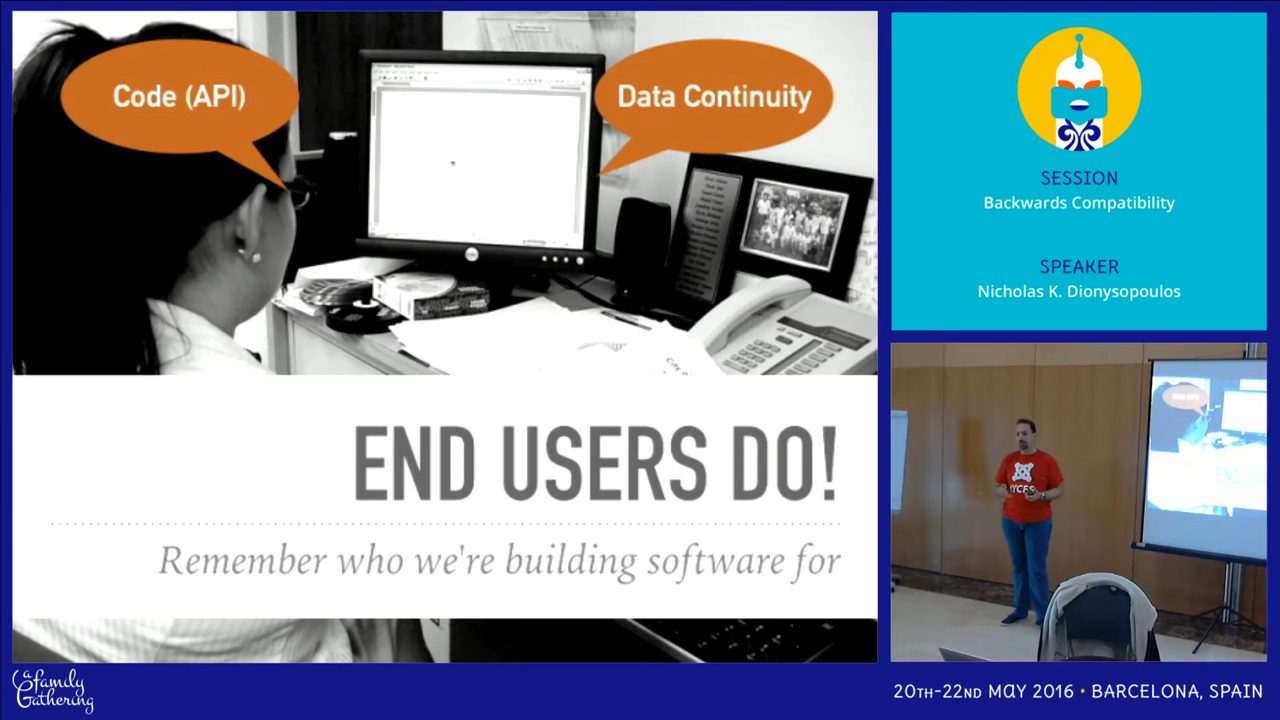 Code (API)
Data Continuity
END USERS DO!
Remember who we're building software for
SESSION
Backwards Compatibility
SPEAKER
Nicholas K. Dionysopoulos
a family
Gathering
20TH-22ND MAY 2016 • BARCELONA, SPAIN